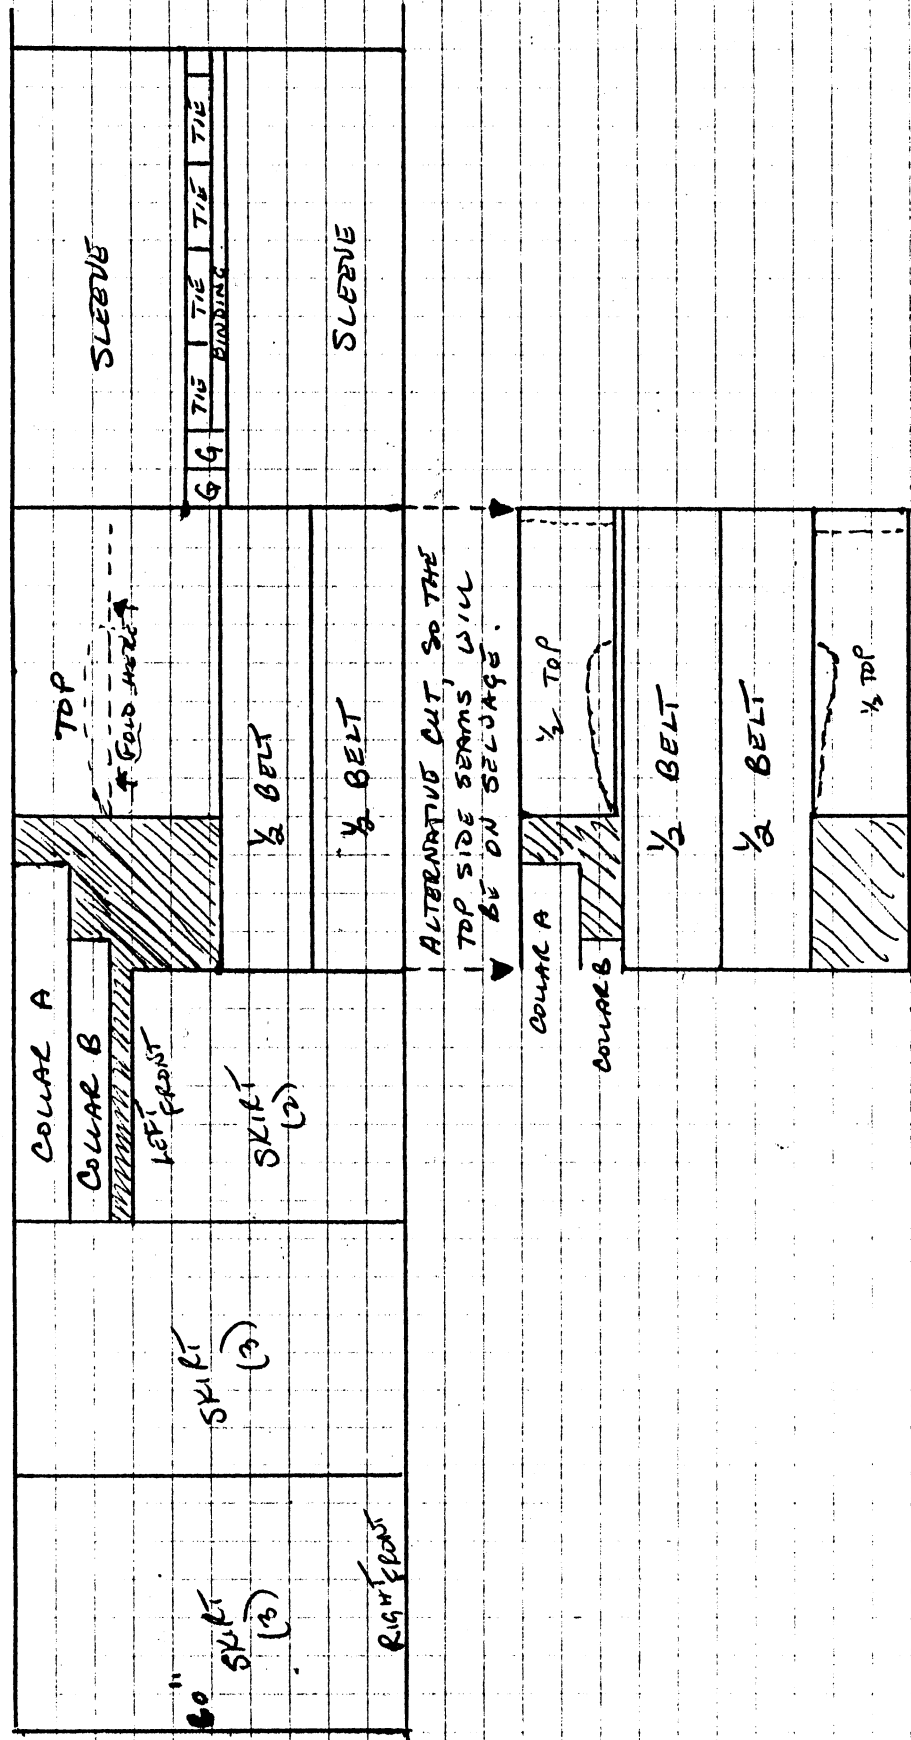 60"
SKIRT
(3)
RIGHT FRONT
SKIRT
(3)
COLLAR A
COLLAR B
LEFT FRONT
SKIRT
(2)
TOP
FOLD HERE
1/2 BELT
1/2 BELT
SLEEVE
G G TIE TIE TIE TIE
BINDING
SLEEVE
ALTERNATIVE CUT, SO THE
TOP SIDE SEAMS WILL
BE ON SELVAGE.
COLLAR A
COLLAR B
1/2 TOP
1/2 BELT
1/2 BELT
1/2 TOP